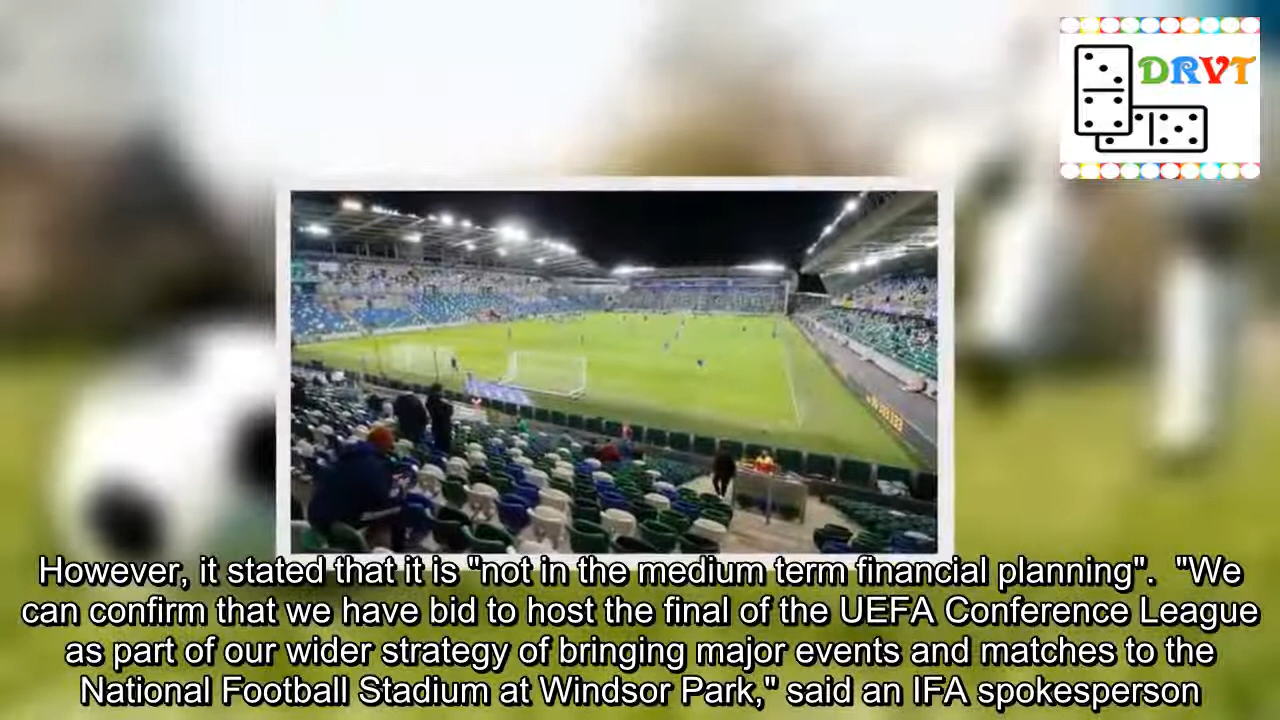 DRVT
However, it stated that it is "not in the medium term financial planning".  "We
can confirm that we have bid to host the final of the UEFA Conference League
as part of our wider strategy of bringing major events and matches to the
National Football Stadium at Windsor Park," said an IFA spokesperson